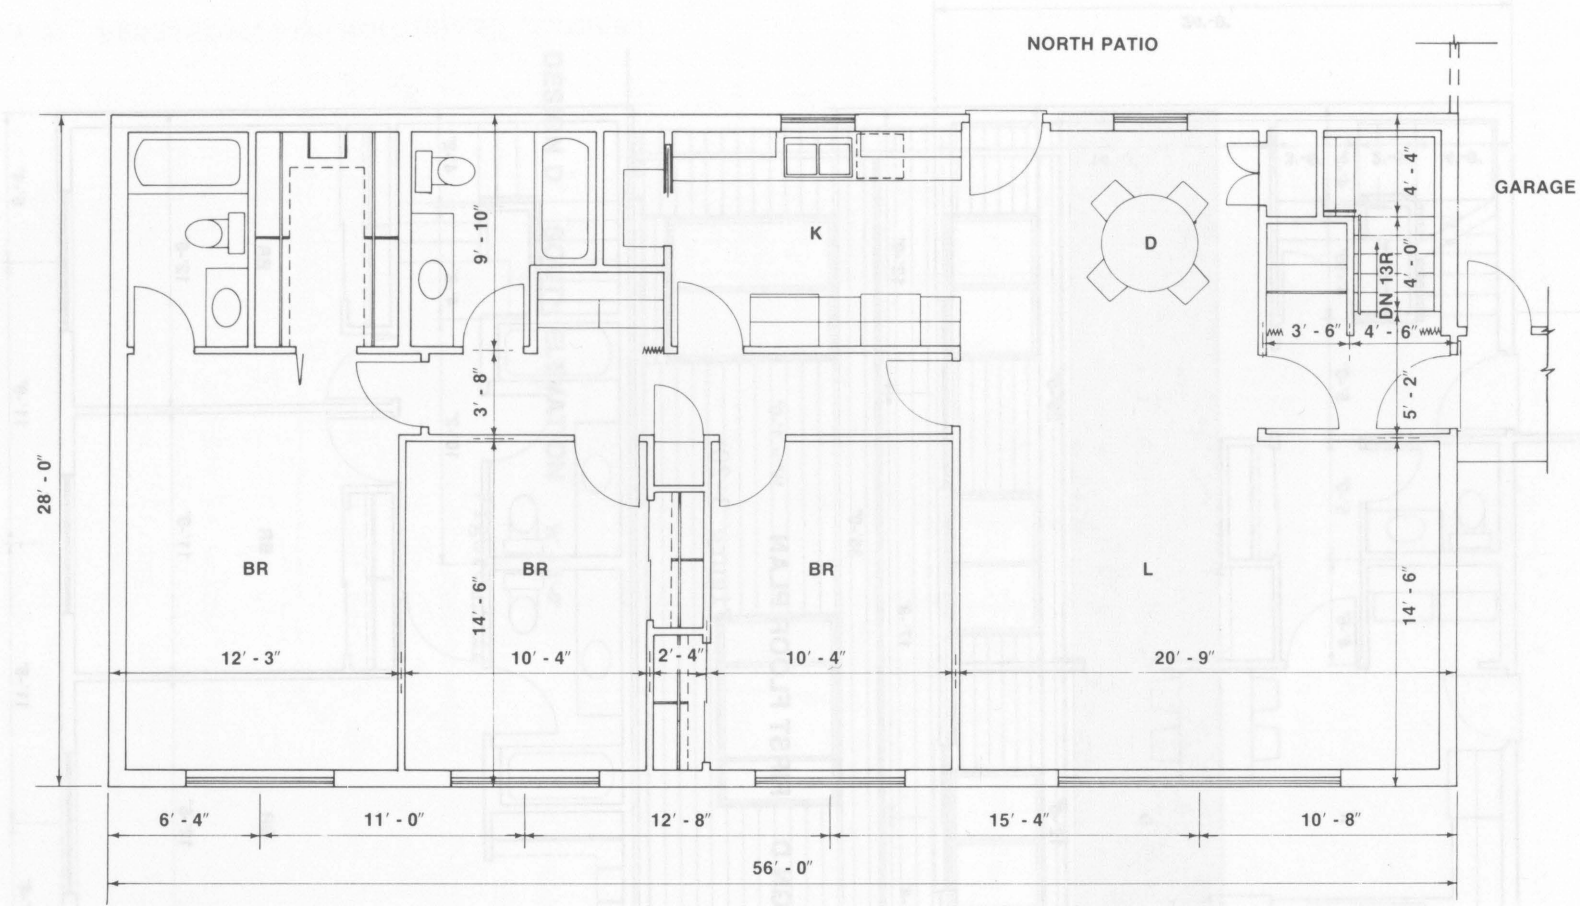 NORTH PATIO
GARAGE
4' - 4"
9' - 10"
K
D
4' - 0"
DN 13R
3' - 6"
4' - 6"
3' - 8"
5' - 2"
28' - 0"
BR
BR
BR
L
14' - 6"
14' - 6"
12' - 3"
10' - 4"
2' - 4"
10' - 4"
20' - 9"
6' - 4"
11' - 0"
12' - 8"
15' - 4"
10' - 8"
56' - 0"